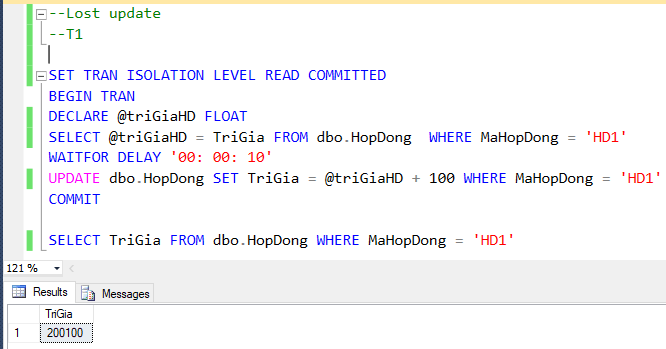 --Lost update
--T1
SET TRAN ISOLATION LEVEL READ COMMITTED
BEGIN TRAN
DECLARE @triGiaHD FLOAT
SELECT @triGiaHD = TriGia FROM dbo.HopDong  WHERE MaHopDong = 'HD1'
WAITFOR DELAY '00: 00: 10'
UPDATE dbo.HopDong SET TriGia = @triGiaHD + 100 WHERE MaHopDong = 'HD1'
COMMIT
SELECT TriGia FROM dbo.HopDong WHERE MaHopDong = 'HD1'
121 %
Results Messages
TriGia
1 200100